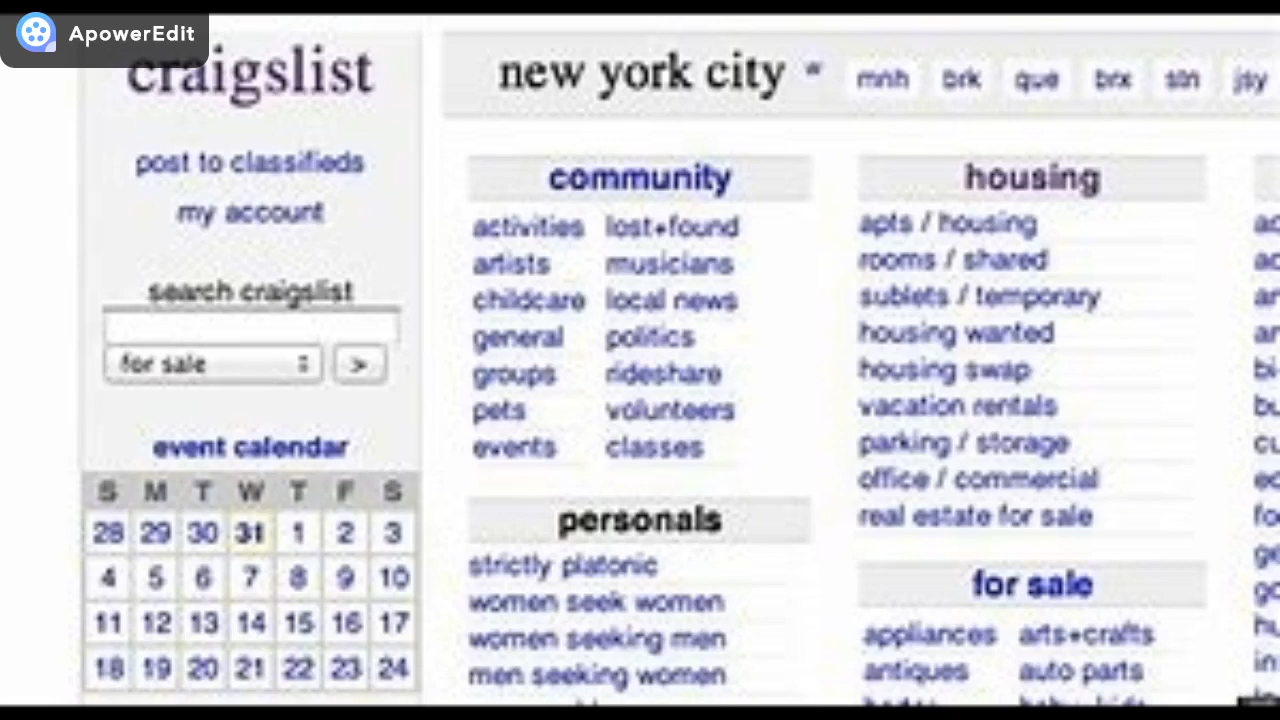 ApowerEdit
craigslist
post to classifieds
my account
search craigslist
for sale
>
event calendar
S M T W T F S
28 29 30 31 1 2 3
4 5 6 7 8 9 10
11 12 13 14 15 16 17
18 19 20 21 22 23 24
new york city
mnh brk que brx stn jsy
community
activities lost+found
artists musicians
childcare local news
general politics
groups rideshare
pets volunteers
events classes
personals
strictly platonic
women seek women
women seeking men
men seeking women
housing
apts / housing
rooms / shared
sublets / temporary
housing wanted
housing swap
vacation rentals
parking / storage
office / commercial
real estate for sale
for sale
appliances arts+crafts
antiques auto parts